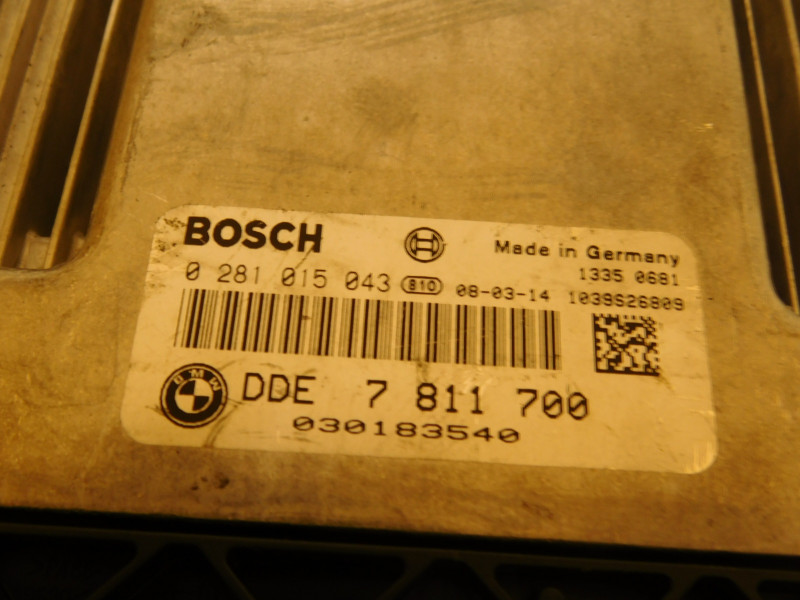 BOSCH Made in Germany
1335 0681
0 281 015 043 810 08-03-14 1039S26809
BMW DDE 7 811 700
030183540